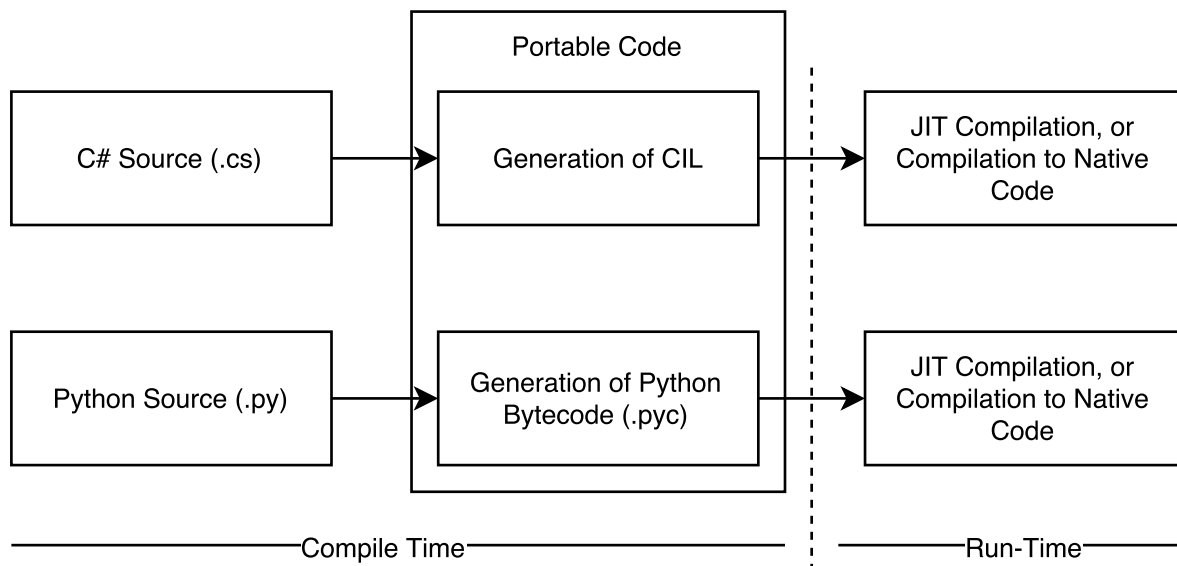 Portable Code
C# Source (.cs)
Generation of CIL
JIT Compilation, or
Compilation to Native
Code
Python Source (.py)
Generation of Python
Bytecode (.pyc)
JIT Compilation, or
Compilation to Native
Code
Compile Time
Run-Time